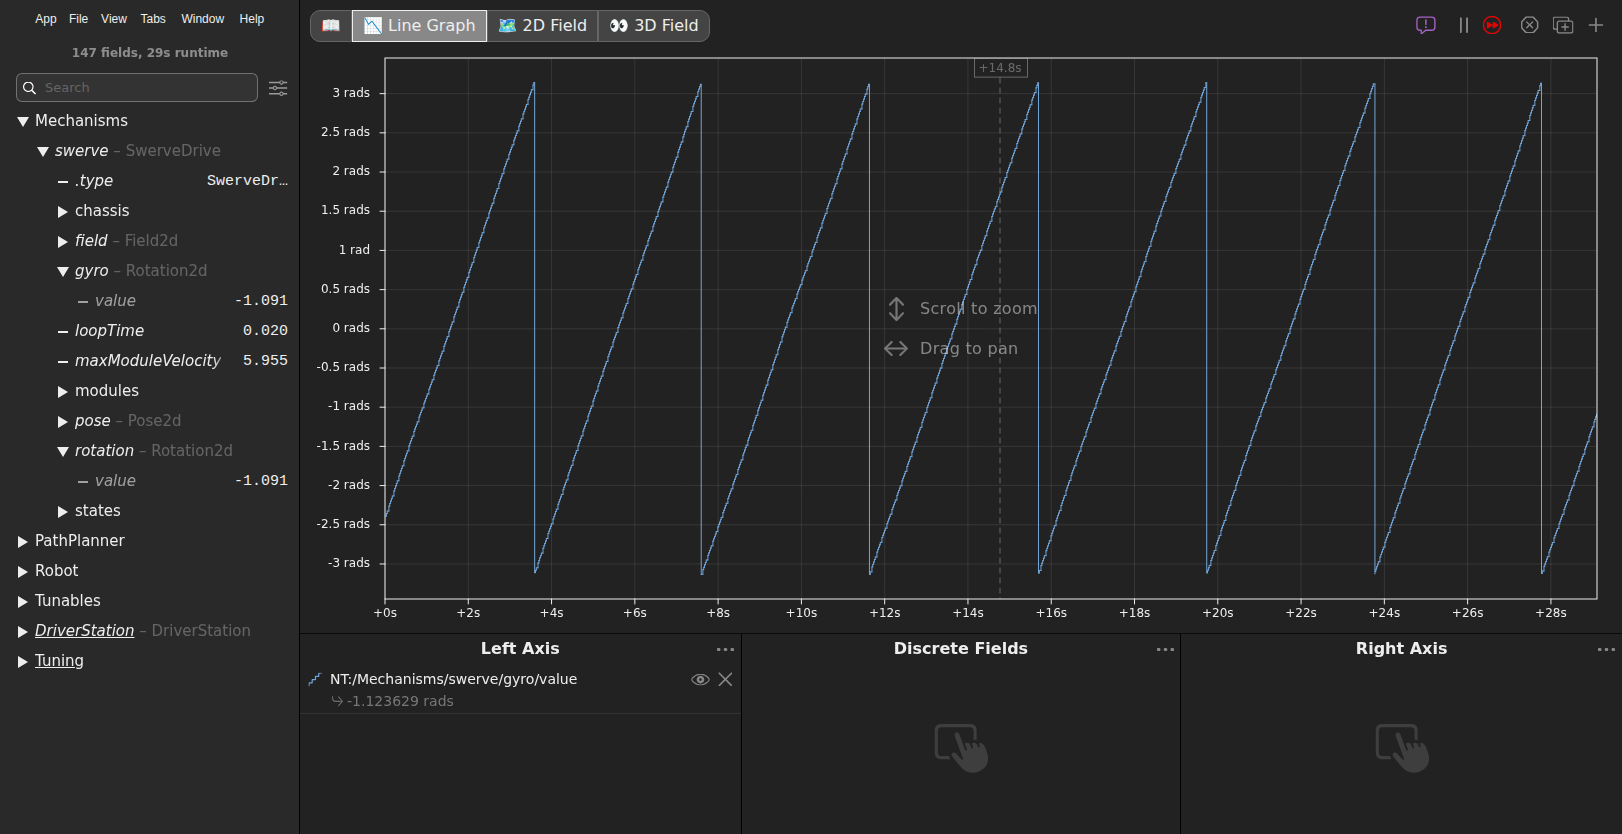 App File View Tabs Window Help
147 fields, 29s runtime
Search
Mechanisms
swerve – SwerveDrive
.type SwerveDr…
chassis
field – Field2d
gyro – Rotation2d
value -1.091
loopTime 0.020
maxModuleVelocity 5.955
modules
pose – Pose2d
rotation – Rotation2d
value -1.091
states
PathPlanner
Robot
Tunables
DriverStation – DriverStation
Tuning
Line Graph 2D Field 3D Field
+14.8s
3 rads
2.5 rads
2 rads
1.5 rads
1 rad
0.5 rads
0 rads
-0.5 rads
-1 rads
-1.5 rads
-2 rads
-2.5 rads
-3 rads
Scroll to zoom
Drag to pan
+0s +2s +4s +6s +8s +10s +12s +14s +16s +18s +20s +22s +24s +26s +28s
Left Axis
NT:/Mechanisms/swerve/gyro/value
-1.123629 rads
Discrete Fields
Right Axis